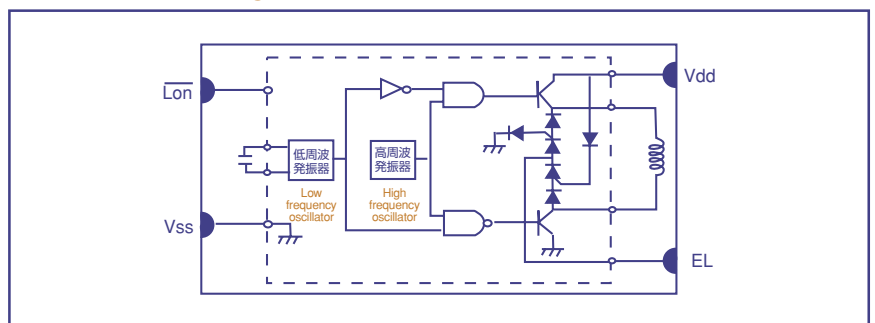 Lon
Vdd
低周波
発振器
高周波
発振器
Low
frequency
oscillator
High
frequency
oscillator
Vss
EL